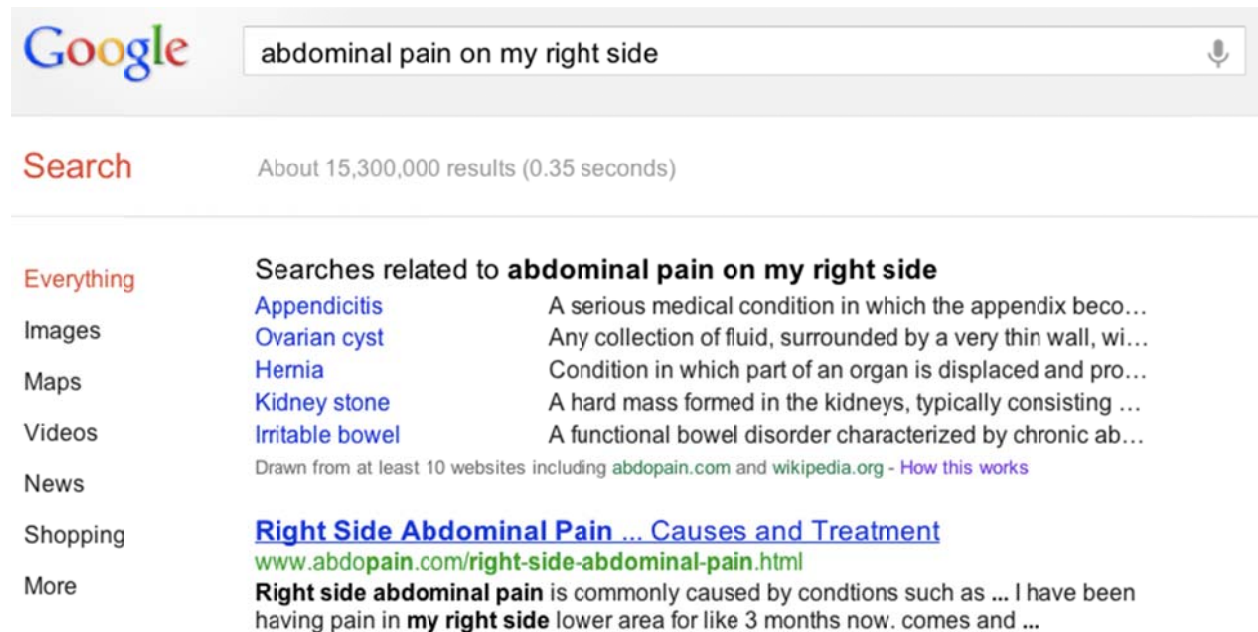 Google
abdominal pain on my right side
Search
About 15,300,000 results (0.35 seconds)
Everything
Images
Maps
Videos
News
Shopping
More
Searches related to abdominal pain on my right side
Appendicitis A serious medical condition in which the appendix beco...
Ovarian cyst Any collection of fluid, surrounded by a very thin wall, wi...
Hernia Condition in which part of an organ is displaced and pro...
Kidney stone A hard mass formed in the kidneys, typically consisting ...
Irritable bowel A functional bowel disorder characterized by chronic ab...
Drawn from at least 10 websites including abdopain.com and wikipedia.org - How this works
Right Side Abdominal Pain ... Causes and Treatment
www.abdopain.com/right-side-abdominal-pain.html
Right side abdominal pain is commonly caused by condtions such as ... I have been
having pain in my right side lower area for like 3 months now. comes and ...